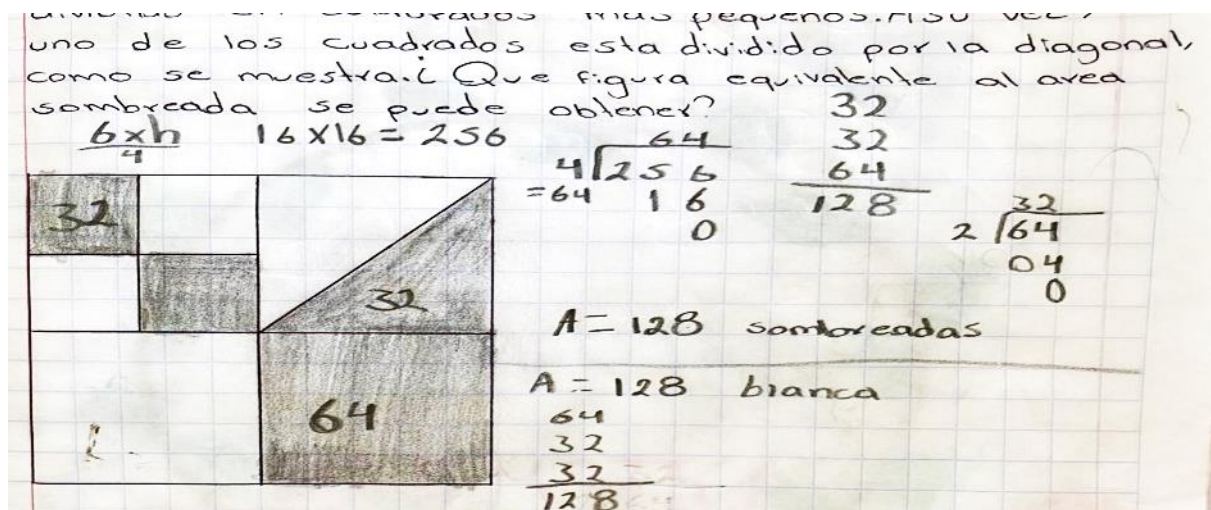 uno de los cuadrados esta dividido por la diagonal,
como se muestra. ¿Que figura equivalente al area
sombreada se puede obtener?
6xh
4
16x16 = 256
64
4 256
=64 16
0
32
32
64
128
32
2 64
04
0
32
32
64
A = 128 sombreadas
A = 128 blanca
64
32
32
128